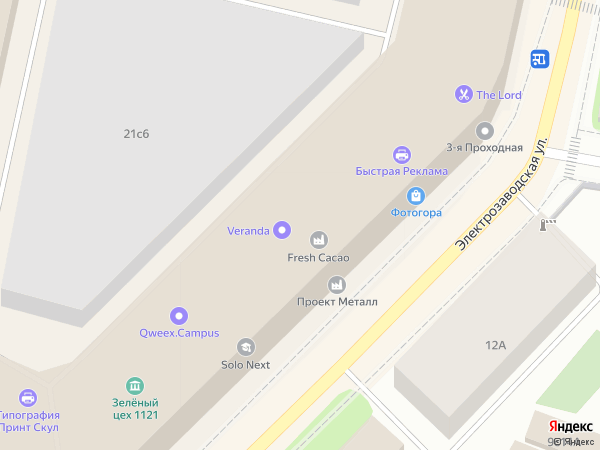 The Lord
21с6
3-я Проходная
Быстрая Реклама
Электрозаводская ул.
Фотогора
Veranda
Fresh Cacao
Проект Металл
Qweex.Campus
12А
Solo Next
Зелёный
цех 1121
Типография
Принт Скул
Яндекс
© Яндекс